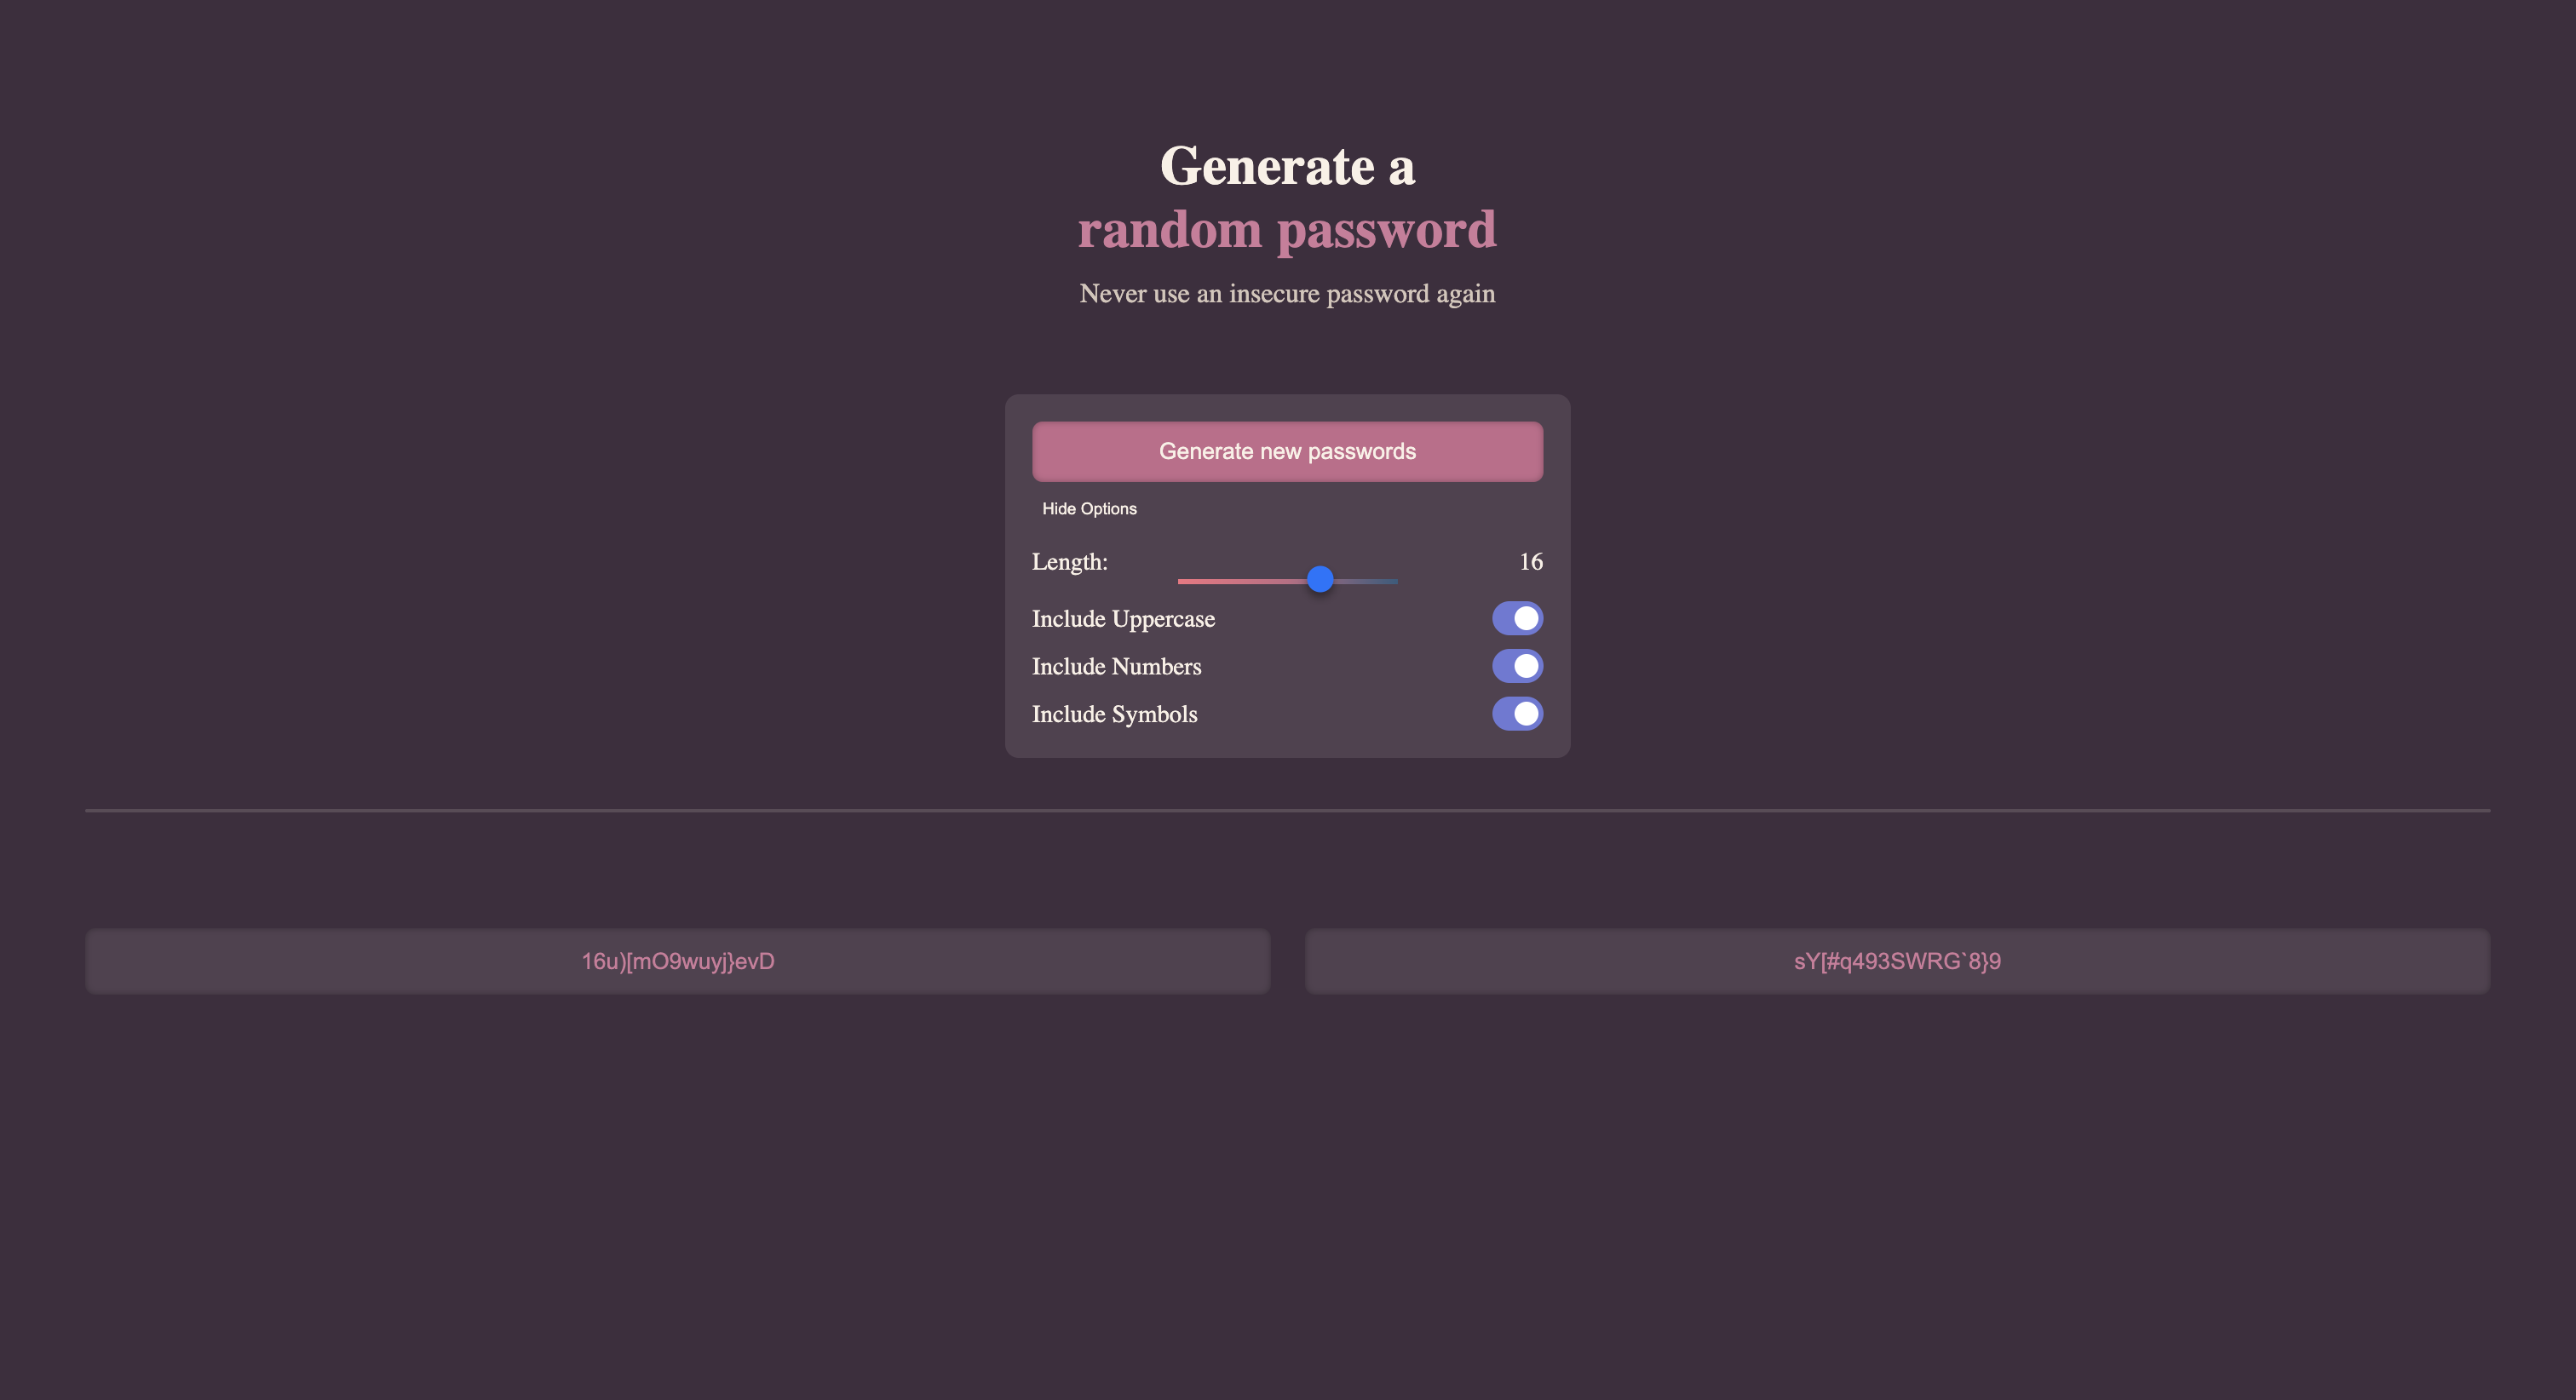 Generate a
random password
Never use an insecure password again
Generate new passwords
Hide Options
Length: 16
Include Uppercase
Include Numbers
Include Symbols
16u)[mO9wuyj}evD
sY[#q493SWRG`8}9